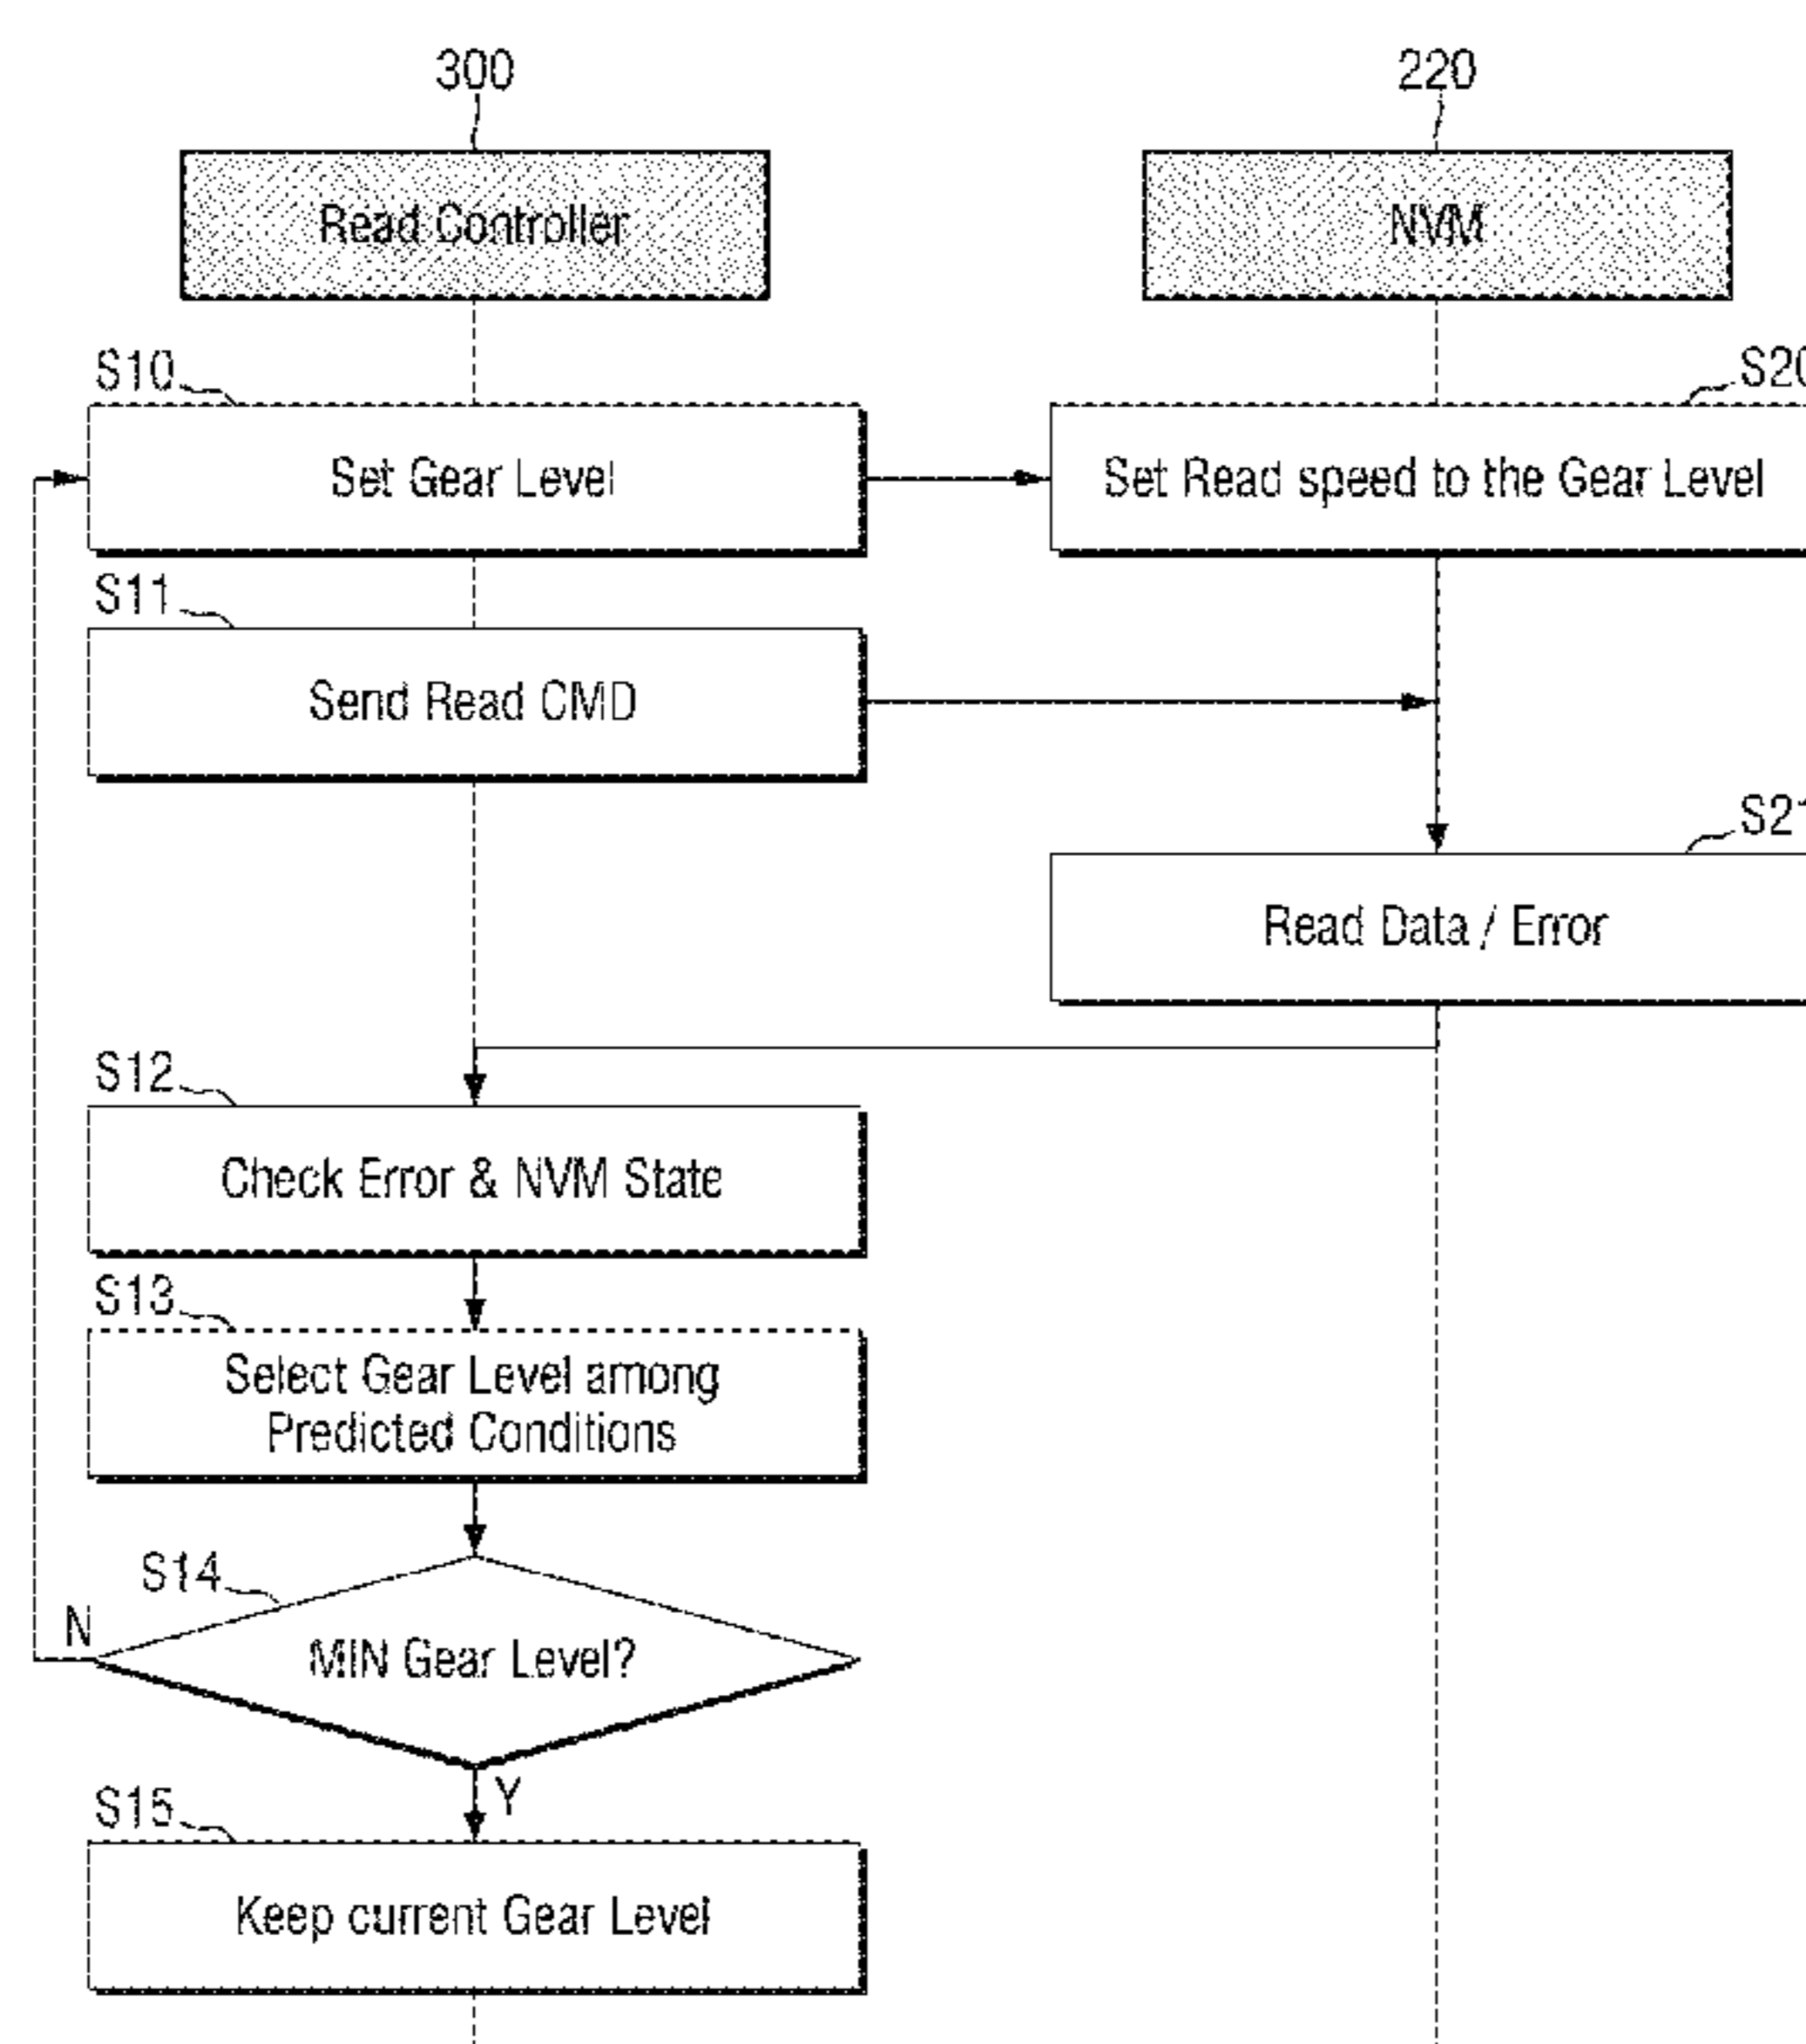 300
220
Read Controller
NVM
S10
S20
Set Gear Level
Set Read speed to the Gear Level
S11
Send Read CMD
S21
Read Data / Error
S12
Check Error & NVM State
S13
Select Gear Level among
Predicted Conditions
S14
N
MIN Gear Level?
Y
S15
Keep current Gear Level